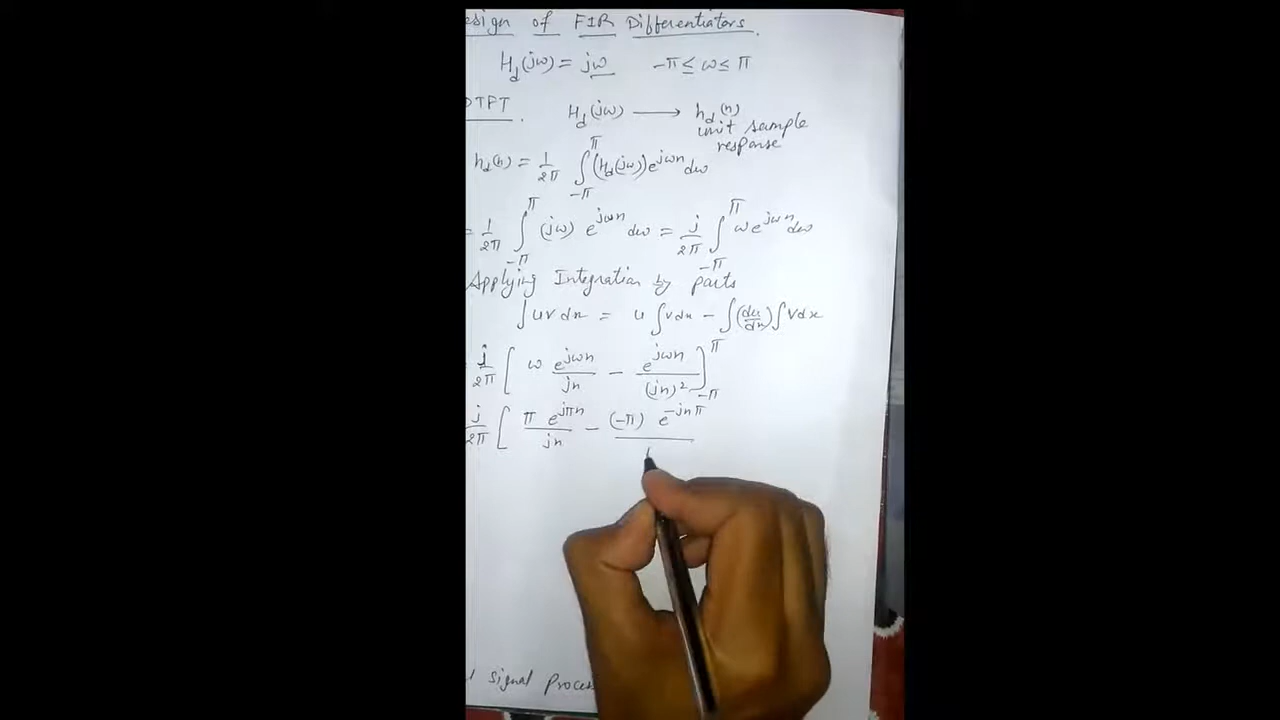 esign of FIR Differentiators.
H_d(jω) = jω -π ≤ ω ≤ π
DTFT. H_d(jω) ⟶ h_d(n)
unit sample
response
h_d(n) = 1/2π ∫_{-π}^{π} (H_d(jω)) e^{jωn} dω
= 1/2π ∫_{-π}^{π} (jω) e^{jωn} dω = j/2π ∫_{-π}^{π} ω e^{jωn} dω
Applying Integration by parts
∫uv dx = u ∫v dx - ∫(du/dx) ∫v dx
= j/2π [ ω e^{jωn}/jn - e^{jωn}/(jn)² ]_{-π}^{π}
j/2π [ π e^{jπn}/jn - (-π) e^{-jnπ}/
l signal Process